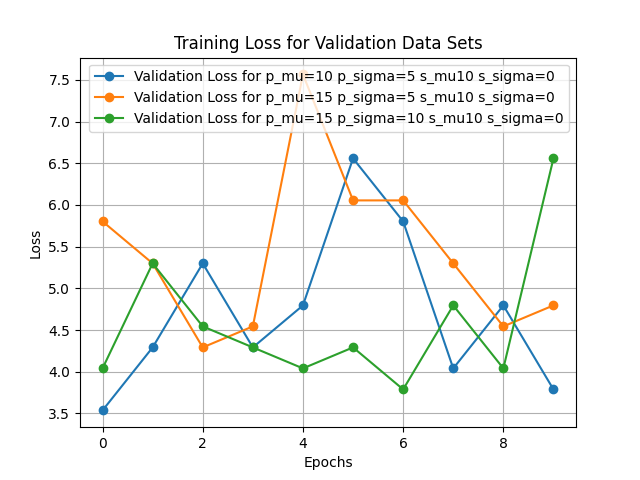 Training Loss for Validation Data Sets
Validation Loss for p_mu=10 p_sigma=5 s_mu10 s_sigma=0
Validation Loss for p_mu=15 p_sigma=5 s_mu10 s_sigma=0
Validation Loss for p_mu=15 p_sigma=10 s_mu10 s_sigma=0
7.5
7.0
6.5
6.0
5.5
5.0
4.5
4.0
3.5
Loss
0 2 4 6 8
Epochs